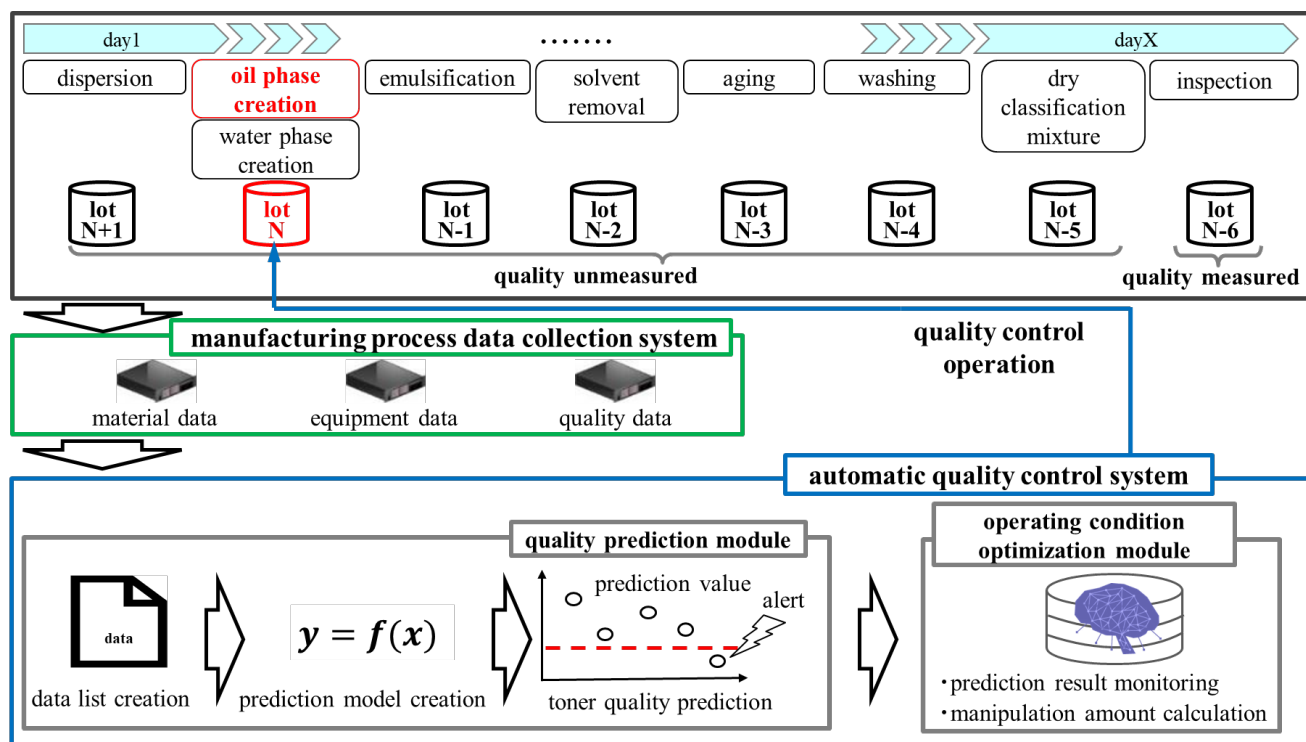 day1
.......
dayX
dispersion
oil phase
creation
water phase
creation
emulsification
solvent
removal
aging
washing
dry
classification
mixture
inspection
lot
N+1
lot
N
lot
N-1
lot
N-2
lot
N-3
lot
N-4
lot
N-5
lot
N-6
quality unmeasured
quality measured
manufacturing process data collection system
material data
equipment data
quality data
quality control
operation
automatic quality control system
quality prediction module
data
data list creation
y = f(x)
prediction model creation
prediction value
alert
toner quality prediction
operating condition
optimization module
・prediction result monitoring
・manipulation amount calculation